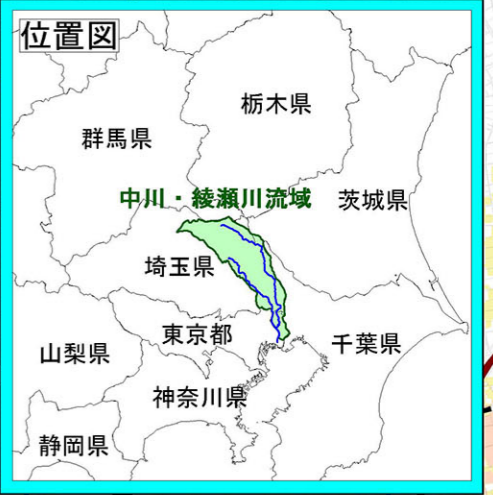 位置図
栃木県
群馬県
中川・綾瀬川流域
茨城県
埼玉県
東京都
千葉県
山梨県
神奈川県
静岡県